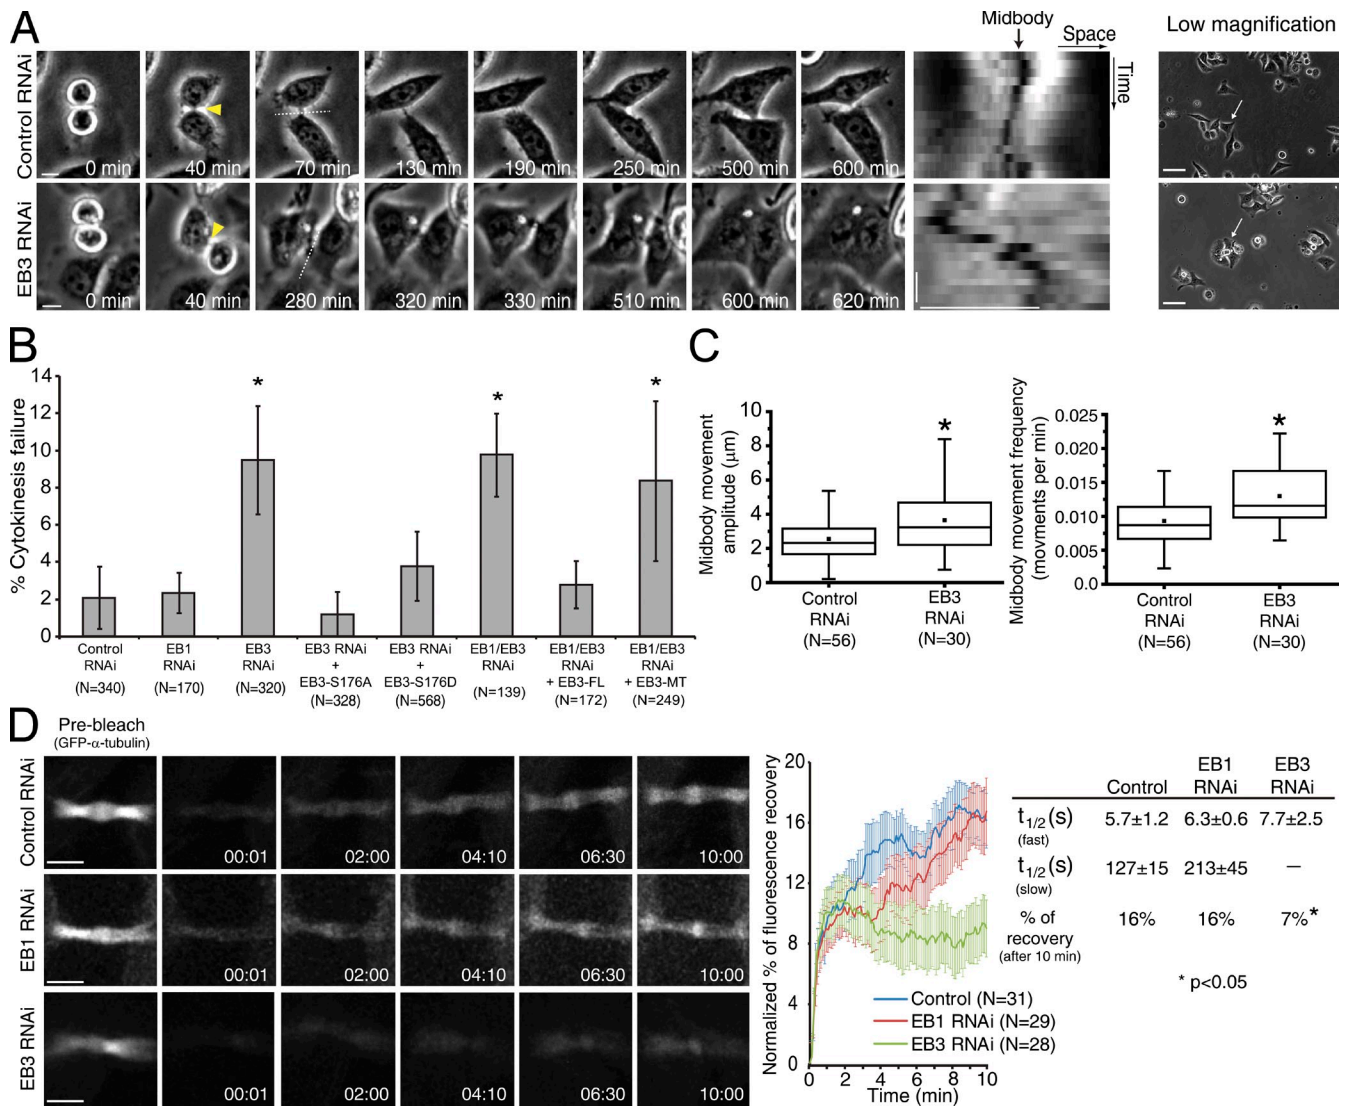 A
Midbody
Space
Time
Low magnification
Control RNAi
0 min
40 min
70 min
130 min
190 min
250 min
500 min
600 min
EB3 RNAi
0 min
40 min
280 min
320 min
330 min
510 min
600 min
620 min
B
% Cytokinesis failure
14
12
10
8
6
4
2
0
*
*
*
Control
RNAi
(N=340)
EB1
RNAi
(N=170)
EB3
RNAi
(N=320)
EB3 RNAi
+
EB3-S176A
(N=328)
EB3 RNAi
+
EB3-S176D
(N=568)
EB1/EB3
RNAi
(N=139)
EB1/EB3
RNAi
+ EB3-FL
(N=172)
EB1/EB3
RNAi
+ EB3-MT
(N=249)
C
Midbody movement
amplitude (μm)
10
8
6
4
2
0
*
Control
RNAi
(N=56)
EB3
RNAi
(N=30)
Midbody movement frequency
(movments per min)
0.025
0.020
0.015
0.010
0.005
0.0
*
Control
RNAi
(N=56)
EB3
RNAi
(N=30)
D
Pre-bleach
(GFP-α-tubulin)
Control RNAi
00:01
02:00
04:10
06:30
10:00
EB1 RNAi
00:01
02:00
04:10
06:30
10:00
EB3 RNAi
00:01
02:00
04:10
06:30
10:00
Normalized % of fluorescence recovery
20
16
12
8
4
0
Control (N=31)
EB1 RNAi (N=29)
EB3 RNAi (N=28)
0 2 4 6 8 10
Time (min)
Control EB1 RNAi EB3 RNAi
t1/2(s) (fast) 5.7±1.2 6.3±0.6 7.7±2.5
t1/2(s) (slow) 127±15 213±45 –
% of recovery (after 10 min) 16% 16% 7%*
* p<0.05